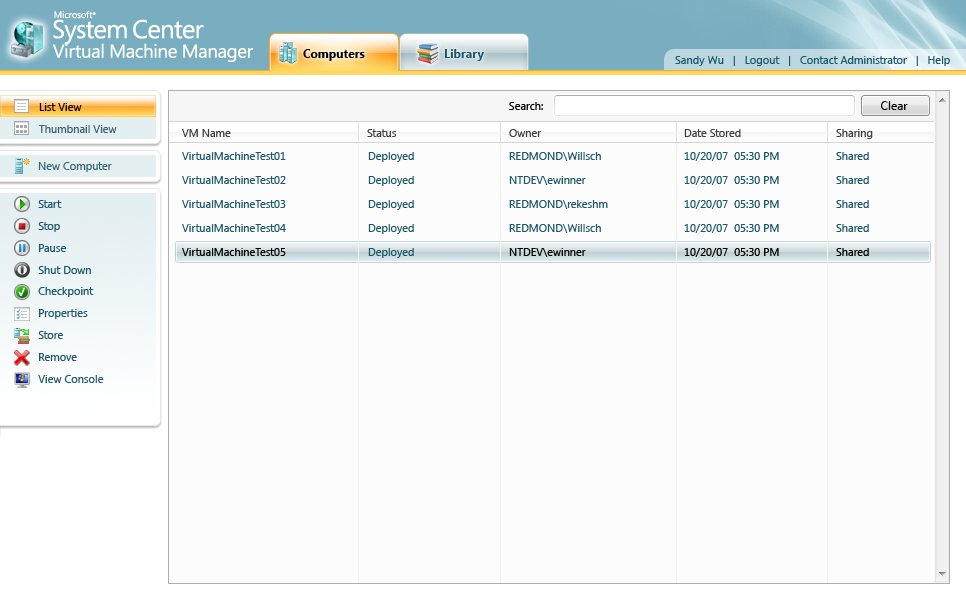 Microsoft®
System Center
Virtual Machine Manager
Computers
Library
Sandy Wu | Logout | Contact Administrator | Help
List View
Thumbnail View
New Computer
Start
Stop
Pause
Shut Down
Checkpoint
Properties
Store
Remove
View Console
Search: Clear
VM Name Status Owner Date Stored Sharing
VirtualMachineTest01 Deployed REDMOND\Willsch 10/20/07 05:30 PM Shared
VirtualMachineTest02 Deployed NTDEV\ewinner 10/20/07 05:30 PM Shared
VirtualMachineTest03 Deployed REDMOND\rekeshm 10/20/07 05:30 PM Shared
VirtualMachineTest04 Deployed REDMOND\Willsch 10/20/07 05:30 PM Shared
VirtualMachineTest05 Deployed NTDEV\ewinner 10/20/07 05:30 PM Shared